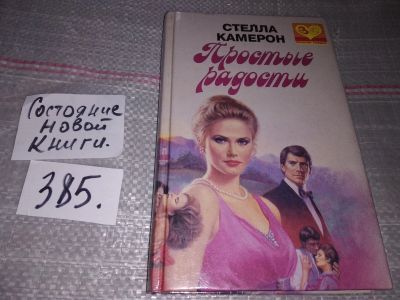 СТЕЛЛА
КАМЕРОН
Простые
радости
Состояние
новой
книги.
385.